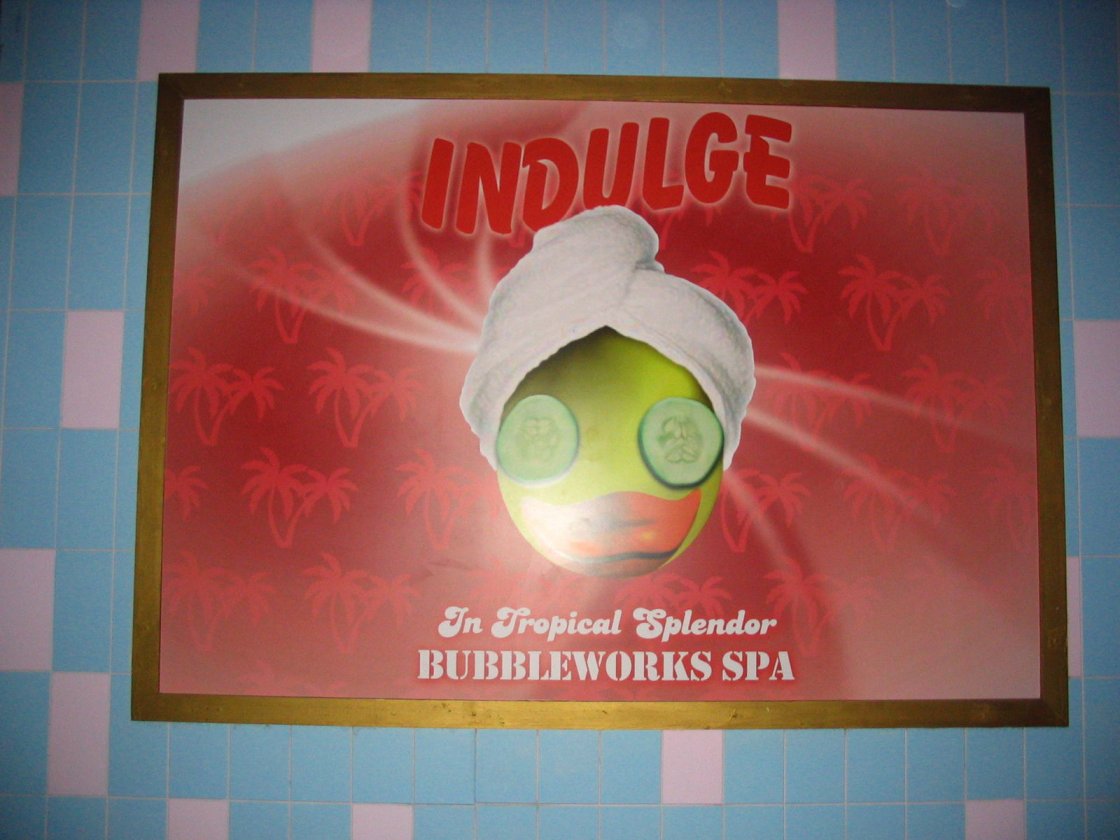 INDULGE
In Tropical Splendor
BUBBLEWORKS SPA